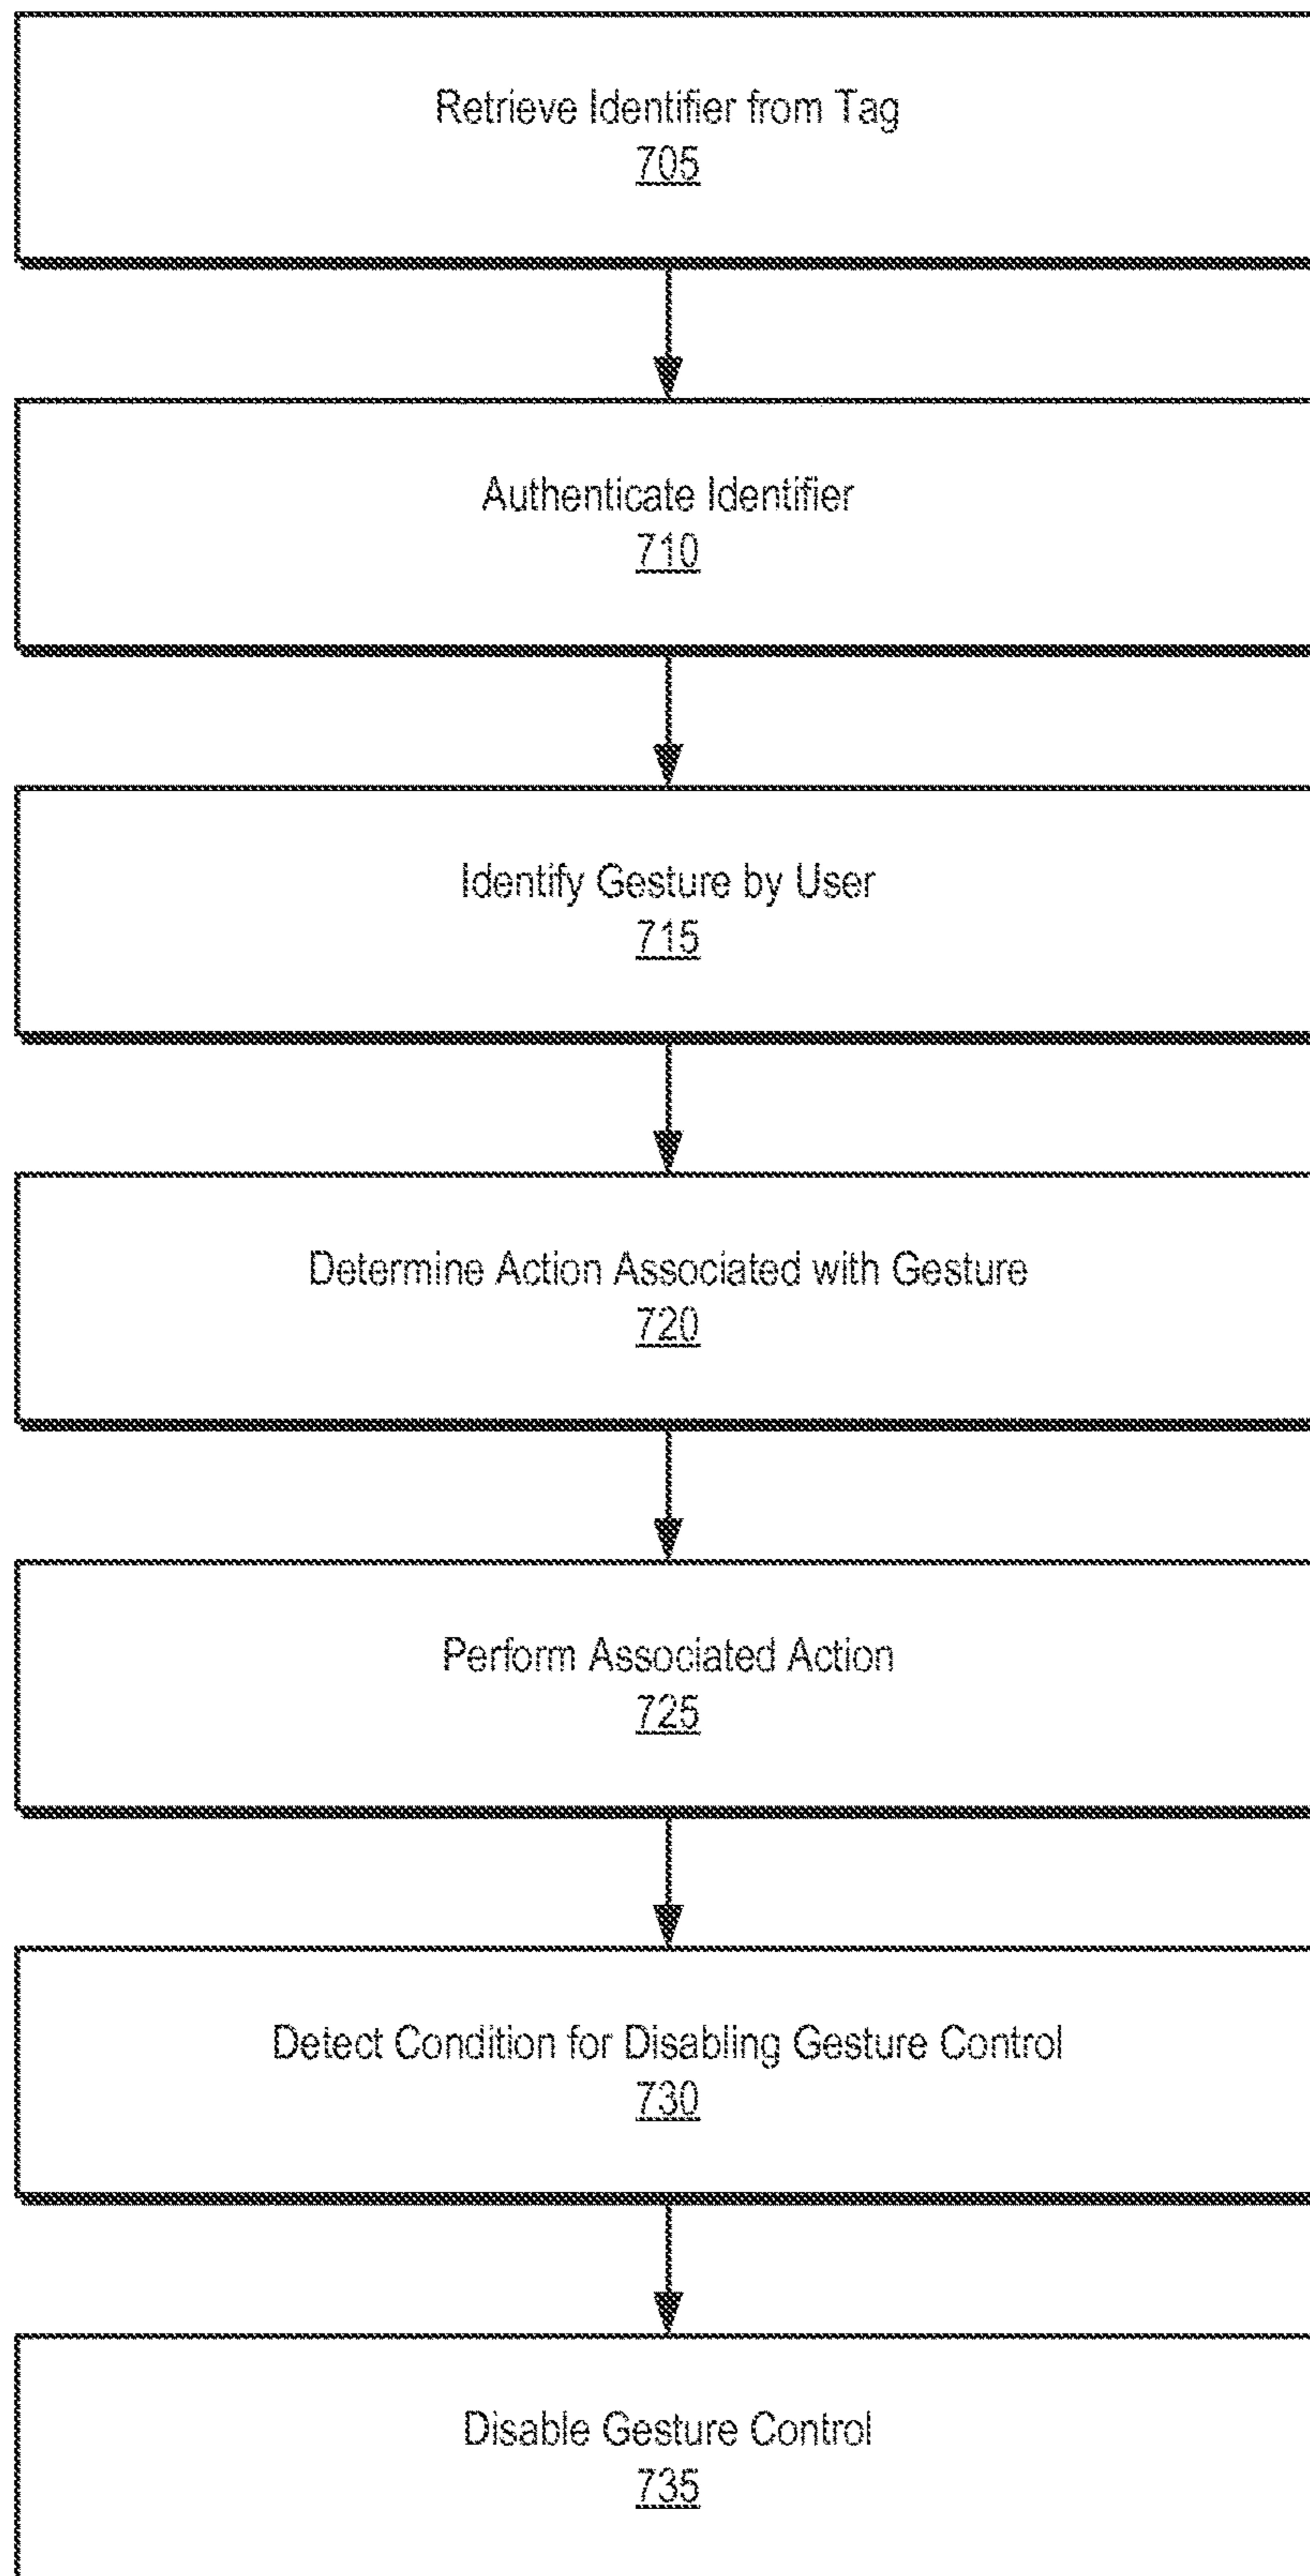 Retrieve Identifier from Tag
705
Authenticate Identifier
710
Identify Gesture by User
715
Determine Action Associated with Gesture
720
Perform Associated Action
725
Detect Condition for Disabling Gesture Control
730
Disable Gesture Control
735